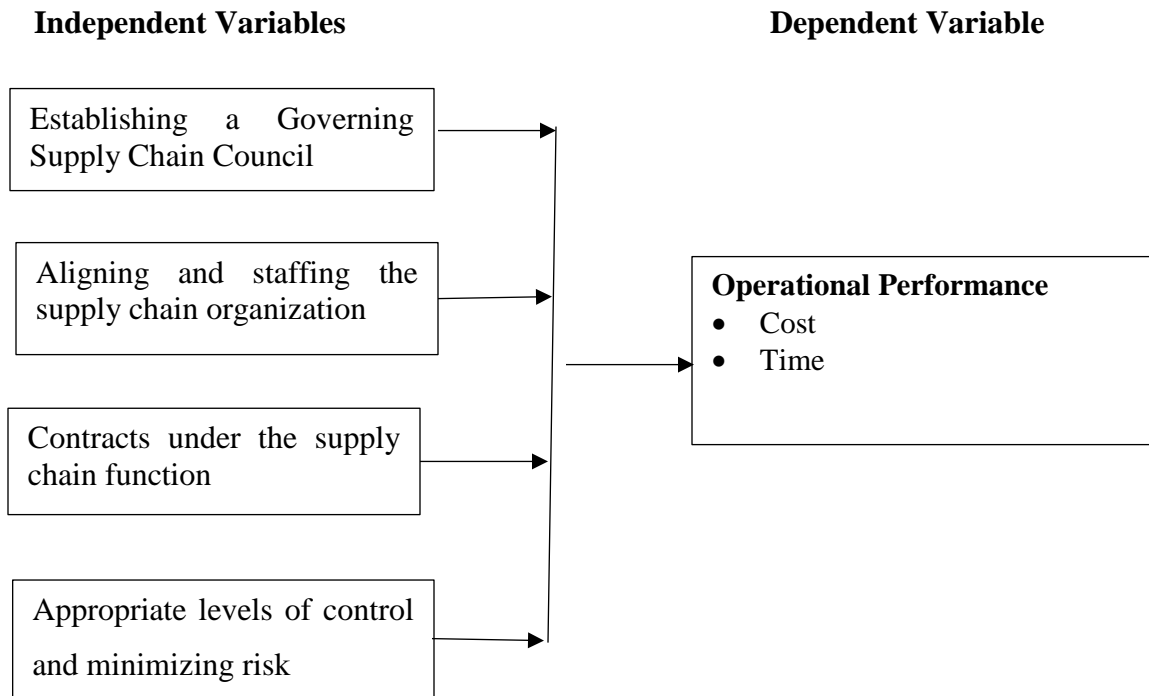 Independent Variables
Dependent Variable
Establishing a Governing
Supply Chain Council
Aligning and staffing the
supply chain organization
Operational Performance
• Cost
• Time
Contracts under the supply
chain function
Appropriate levels of control
and minimizing risk